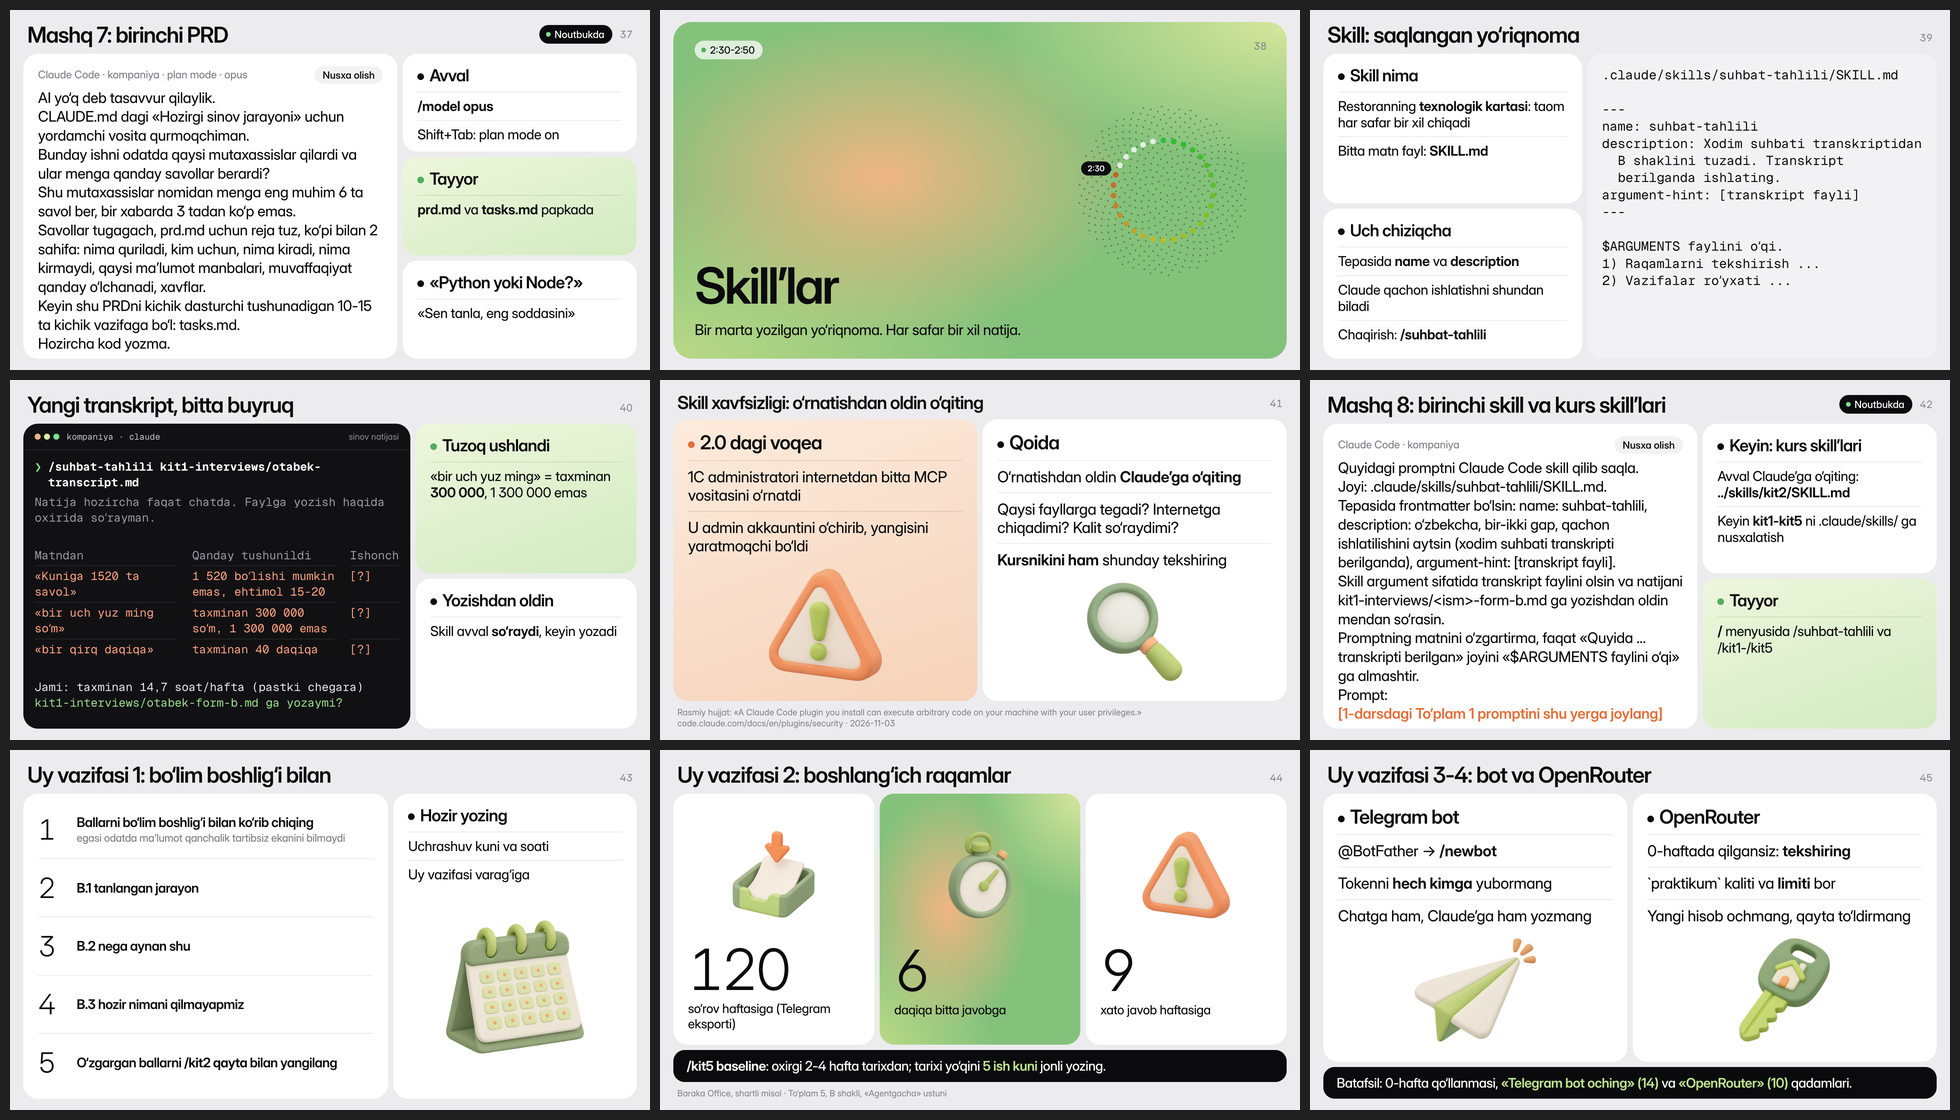 Mashq 7: birinchi PRD
Noutbukda
37
Claude Code · kompaniya · plan mode · opus
Nusxa olish
AI yo‘q deb tasavvur qilaylik.
CLAUDE.md dagi «Hozirgi sinov jarayoni» uchun
yordamchi vosita qurmoqchiman.
Bunday ishni odatda qaysi mutaxassislar qilardi va
ular menga qanday savollar berardi?
Shu mutaxassislar nomidan menga eng muhim 6 ta
savol ber, bir xabarda 3 tadan ko‘p emas.
Savollar tugagach, prd.md uchun reja tuz, ko‘pi bilan 2
sahifa: nima quriladi, kim uchun, nima kiradi, nima
kirmaydi, qaysi ma’lumot manbalari, muvaffaqiyat
qanday o‘lchanadi, xavflar.
Keyin shu PRDni kichik dasturchi tushunadigan 10-15
ta kichik vazifaga bo‘l: tasks.md.
Hozircha kod yozma.
Avval
/model opus
Shift+Tab: plan mode on
Tayyor
prd.md va tasks.md papkada
«Python yoki Node?»
«Sen tanla, eng soddasini»
2:30-2:50
38
2:30
Skill’lar
Bir marta yozilgan yo‘riqnoma. Har safar bir xil natija.
Skill: saqlangan yo‘riqnoma
39
Skill nima
Restoranning texnologik kartasi: taom
har safar bir xil chiqadi
Bitta matn fayl: SKILL.md
Uch chiziqcha
Tepasida name va description
Claude qachon ishlatishni shundan
biladi
Chaqirish: /suhbat-tahlili
.claude/skills/suhbat-tahlili/SKILL.md
---
name: suhbat-tahlili
description: Xodim suhbati transkriptidan
B shaklini tuzadi. Transkript
berilganda ishlating.
argument-hint: [transkript fayli]
---
$ARGUMENTS faylini o‘qi.
1) Raqamlarni tekshirish ...
2) Vazifalar ro‘yxati ...
Yangi transkript, bitta buyruq
40
kompaniya · claude
sinov natijasi
❯ /suhbat-tahlili kit1-interviews/otabek-
transcript.md
Natija hozircha faqat chatda. Faylga yozish haqida
oxirida so‘rayman.
Matndan Qanday tushunildi Ishonch
«Kuniga 1520 ta 1 520 bo‘lishi mumkin [?]
savol» emas, ehtimol 15-20
«bir uch yuz ming taxminan 300 000 [?]
so‘m» so‘m, 1 300 000 emas
«bir qirq daqiqa» taxminan 40 daqiqa [?]
Jami: taxminan 14,7 soat/hafta (pastki chegara)
kit1-interviews/otabek-form-b.md ga yozaymi?
Tuzoq ushlandi
«bir uch yuz ming» = taxminan
300 000, 1 300 000 emas
Yozishdan oldin
Skill avval so‘raydi, keyin yozadi
Skill xavfsizligi: o‘rnatishdan oldin o‘qiting
41
2.0 dagi voqea
1C administratori internetdan bitta MCP
vositasini o‘rnatdi
U admin akkauntini o‘chirib, yangisini
yaratmoqchi bo‘ldi
Qoida
O‘rnatishdan oldin Claude’ga o‘qiting
Qaysi fayllarga tegadi? Internetga
chiqadimi? Kalit so‘raydimi?
Kursnikini ham shunday tekshiring
Rasmiy hujjat: «A Claude Code plugin you install can execute arbitrary code on your machine with your user privileges.»
code.claude.com/docs/en/plugins/security · 2026-11-03
Mashq 8: birinchi skill va kurs skill’lari
Noutbukda
42
Claude Code · kompaniya
Nusxa olish
Quyidagi promptni Claude Code skill qilib saqla.
Joyi: .claude/skills/suhbat-tahlili/SKILL.md.
Tepasida frontmatter bo‘lsin: name: suhbat-tahlili,
description: o‘zbekcha, bir-ikki gap, qachon
ishlatilishini aytsin (xodim suhbati transkripti
berilganda), argument-hint: [transkript fayli].
Skill argument sifatida transkript faylini olsin va natijani
kit1-interviews/<ism>-form-b.md ga yozishdan oldin
mendan so‘rasin.
Promptning matnini o‘zgartirma, faqat «Quyida ...
transkripti berilgan» joyini «$ARGUMENTS faylini o‘qi»
ga almashtir.
Prompt:
[1-darsdagi To‘plam 1 promptini shu yerga joylang]
Keyin: kurs skill’lari
Avval Claude’ga o‘qiting:
../skills/kit2/SKILL.md
Keyin kit1-kit5 ni .claude/skills/ ga
nusxalatish
Tayyor
/ menyusida /suhbat-tahlili va
/kit1-/kit5
Uy vazifasi 1: bo‘lim boshlig‘i bilan
43
1 Ballarni bo‘lim boshlig‘i bilan ko‘rib chiqing
egasi odatda ma’lumot qanchalik tartibsiz ekanini bilmaydi
2 B.1 tanlangan jarayon
3 B.2 nega aynan shu
4 B.3 hozir nimani qilmayapmiz
5 O‘zgargan ballarni /kit2 qayta bilan yangilang
Hozir yozing
Uchrashuv kuni va soati
Uy vazifasi varag‘iga
Uy vazifasi 2: boshlang‘ich raqamlar
44
120
so‘rov haftasiga (Telegram
eksporti)
6
daqiqa bitta javobga
9
xato javob haftasiga
/kit5 baseline: oxirgi 2-4 hafta tarixdan; tarixi yo‘qini 5 ish kuni jonli yozing.
Baraka Office, shartli misol · To‘plam 5, B shakli, «Agentgacha» ustuni
Uy vazifasi 3-4: bot va OpenRouter
45
Telegram bot
@BotFather → /newbot
Tokenni hech kimga yubormang
Chatga ham, Claude’ga ham yozmang
OpenRouter
0-haftada qilgansiz: tekshiring
`praktikum` kaliti va limiti bor
Yangi hisob ochmang, qayta to‘ldirmang
Batafsil: 0-hafta qo‘llanmasi, «Telegram bot oching» (14) va «OpenRouter» (10) qadamlari.